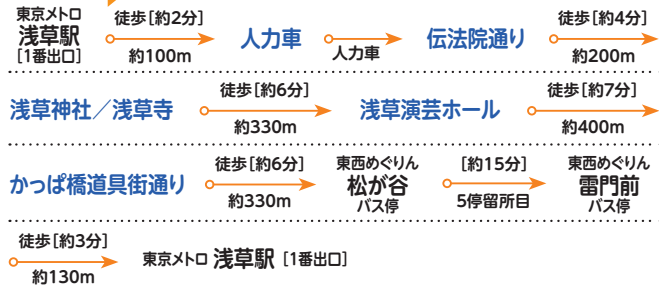 東京メトロ
浅草駅
[1番出口]
徒歩[約2分]
約100m
人力車
人力車
伝法院通り
徒歩[約4分]
約200m
浅草神社／浅草寺
徒歩[約6分]
約330m
浅草演芸ホール
徒歩[約7分]
約400m
かっぱ橋道具街通り
徒歩[約6分]
約330m
東西めぐりん
松が谷
バス停
[約15分]
5停留所目
東西めぐりん
雷門前
バス停
徒歩[約3分]
約130m
東京メトロ 浅草駅 [1番出口]